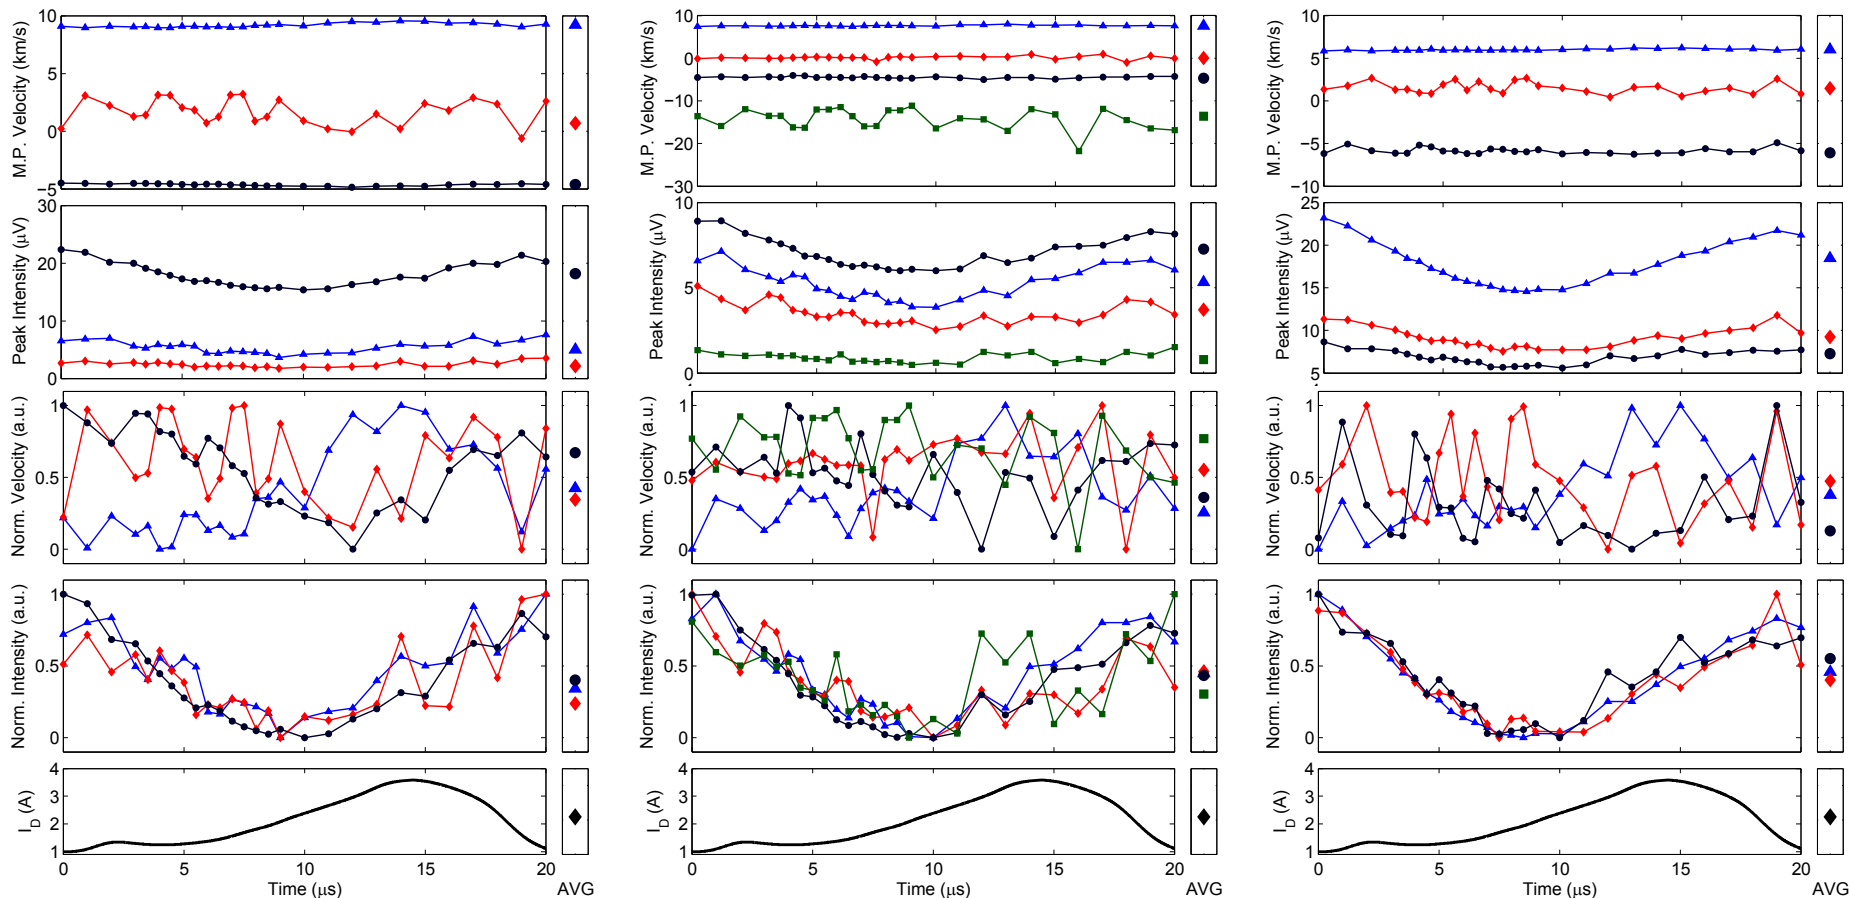 10
5
0
−5
M.P. Velocity (km/s)
10
0
−10
−20
−30
M.P. Velocity (km/s)
10
5
0
−5
−10
M.P. Velocity (km/s)
30
20
10
0
Peak Intensity (μV)
10
5
0
Peak Intensity (μV)
25
20
15
10
5
Peak Intensity (μV)
1
0.5
0
Norm. Velocity (a.u.)
1
0.5
0
Norm. Velocity (a.u.)
1
0.5
0
Norm. Velocity (a.u.)
1
0.5
0
Norm. Intensity (a.u.)
1
0.5
0
Norm. Intensity (a.u.)
1
0.5
0
Norm. Intensity (a.u.)
4
3
2
1
I_D (A)
4
3
2
1
I_D (A)
4
3
2
1
I_D (A)
0 5 10 15 20
Time (μs) AVG
0 5 10 15 20
Time (μs) AVG
0 5 10 15 20
Time (μs) AVG